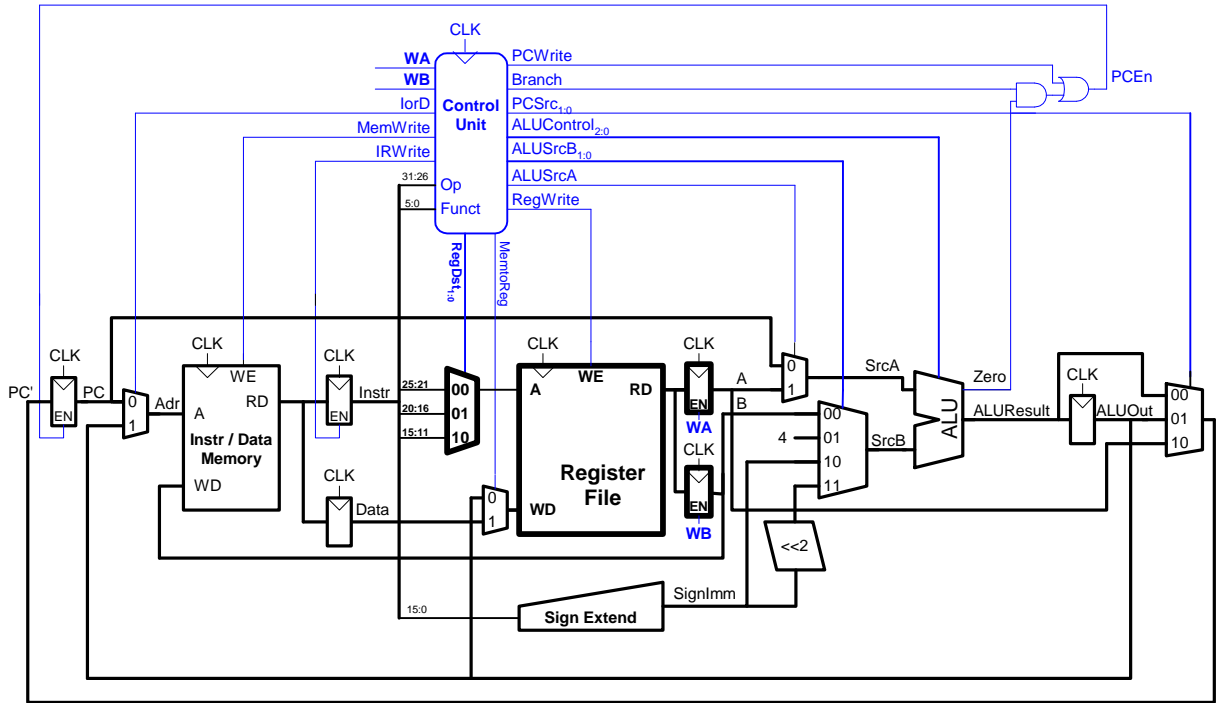 CLK
WA
WB
IorD
MemWrite
IRWrite
31:26
5:0
Op
Funct
Control
Unit
PCWrite
Branch
PCSrc1:0
ALUControl2:0
ALUSrcB1:0
ALUSrcA
RegWrite
PCEn
RegDst1:0
MemtoReg
PC'
CLK
EN
PC
0
1
Adr
CLK
WE
A
RD
Instr / Data
Memory
WD
CLK
EN
Instr
CLK
Data
25:21
20:16
15:11
00
01
10
0
1
CLK
WE
A
RD
Register
File
WD
CLK
EN
WA
CLK
EN
WB
A
B
0
1
SrcA
00
4
01
10
11
SrcB
<<2
ALU
Zero
ALUResult
CLK
ALUOut
00
01
10
15:0
Sign Extend
SignImm